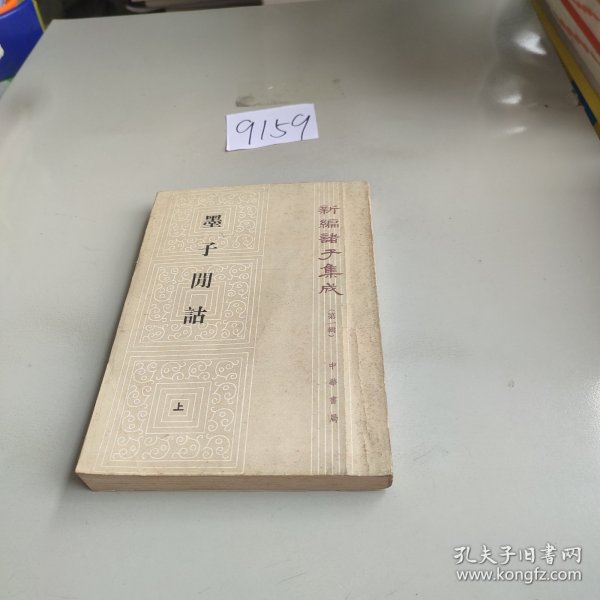 9159
新編諸子集成
（第一輯）
中華書局
墨子閒詁
上
孔夫子旧书网
www.kongfz.com